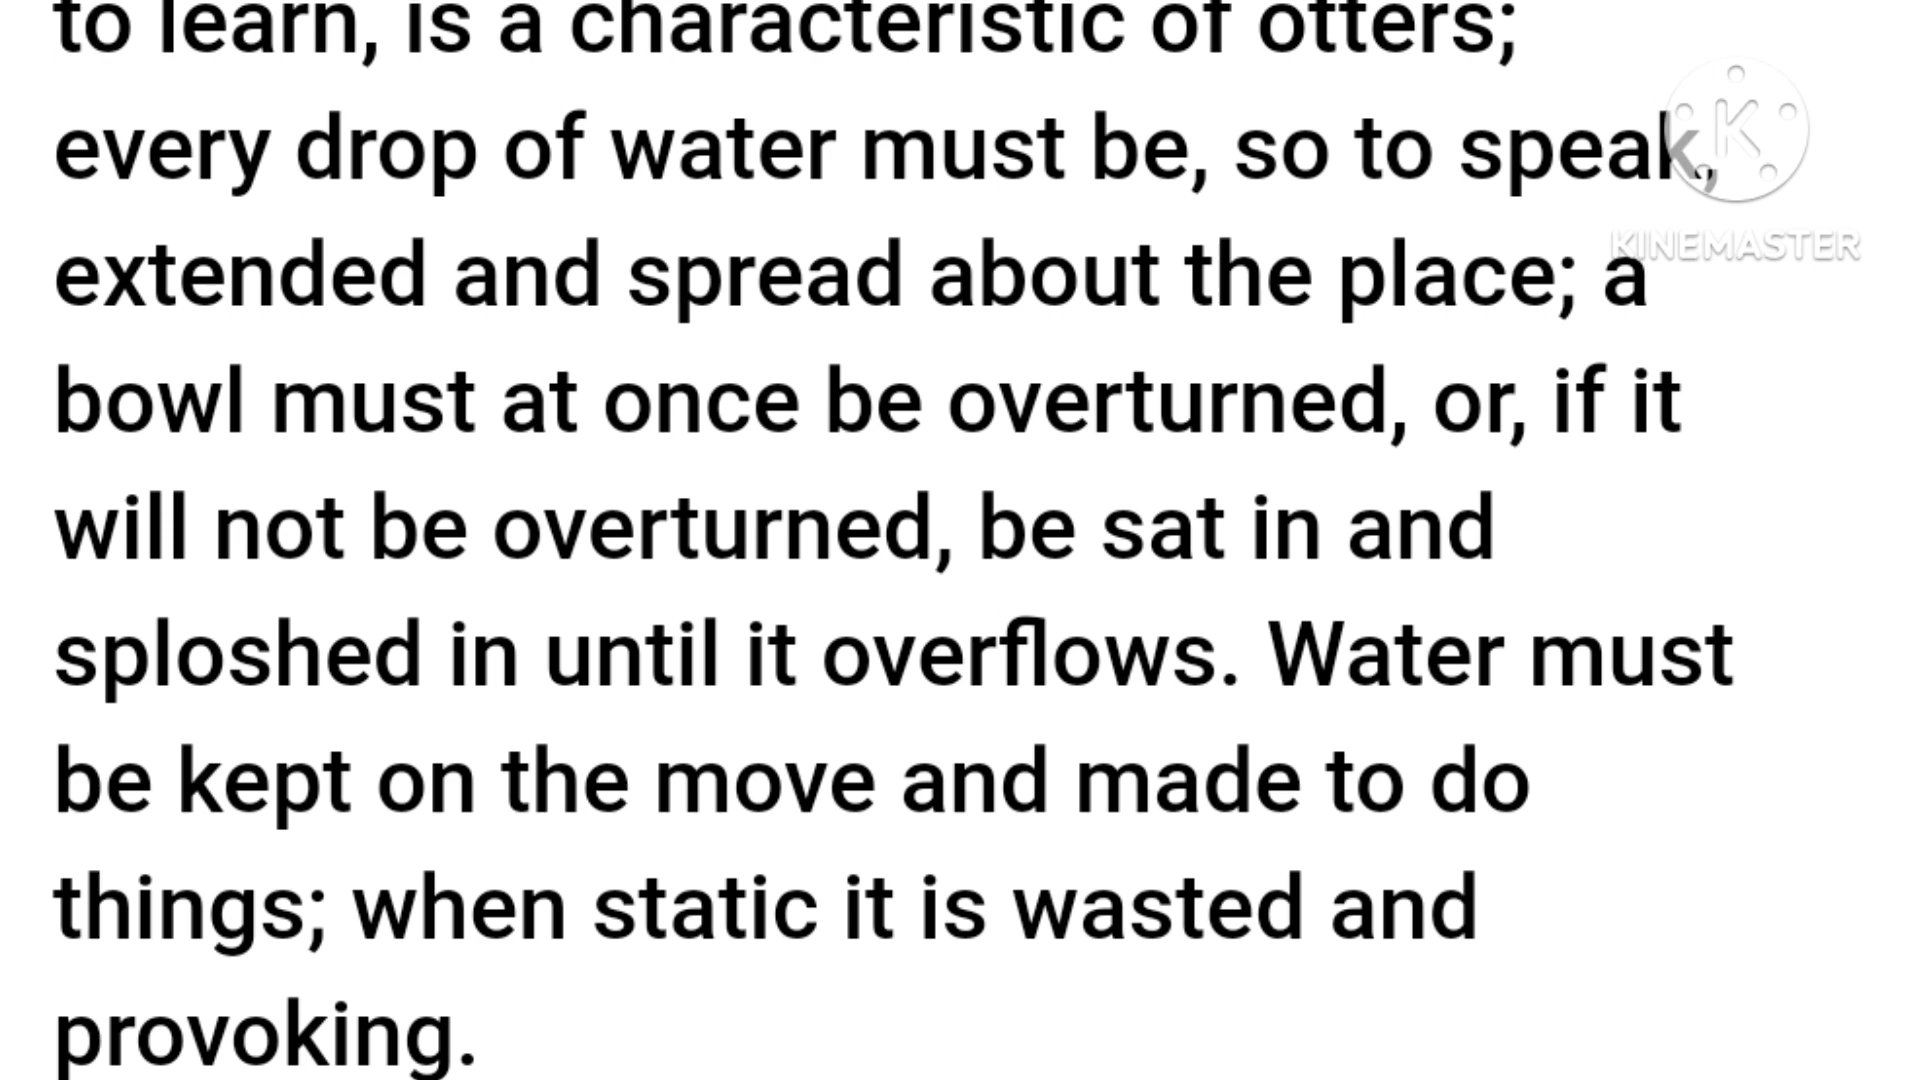 to learn, is a characteristic of otters;
every drop of water must be, so to speak,
extended and spread about the place; a
bowl must at once be overturned, or, if it
will not be overturned, be sat in and
sploshed in until it overflows. Water must
be kept on the move and made to do
things; when static it is wasted and
provoking.
K
KINEMASTER